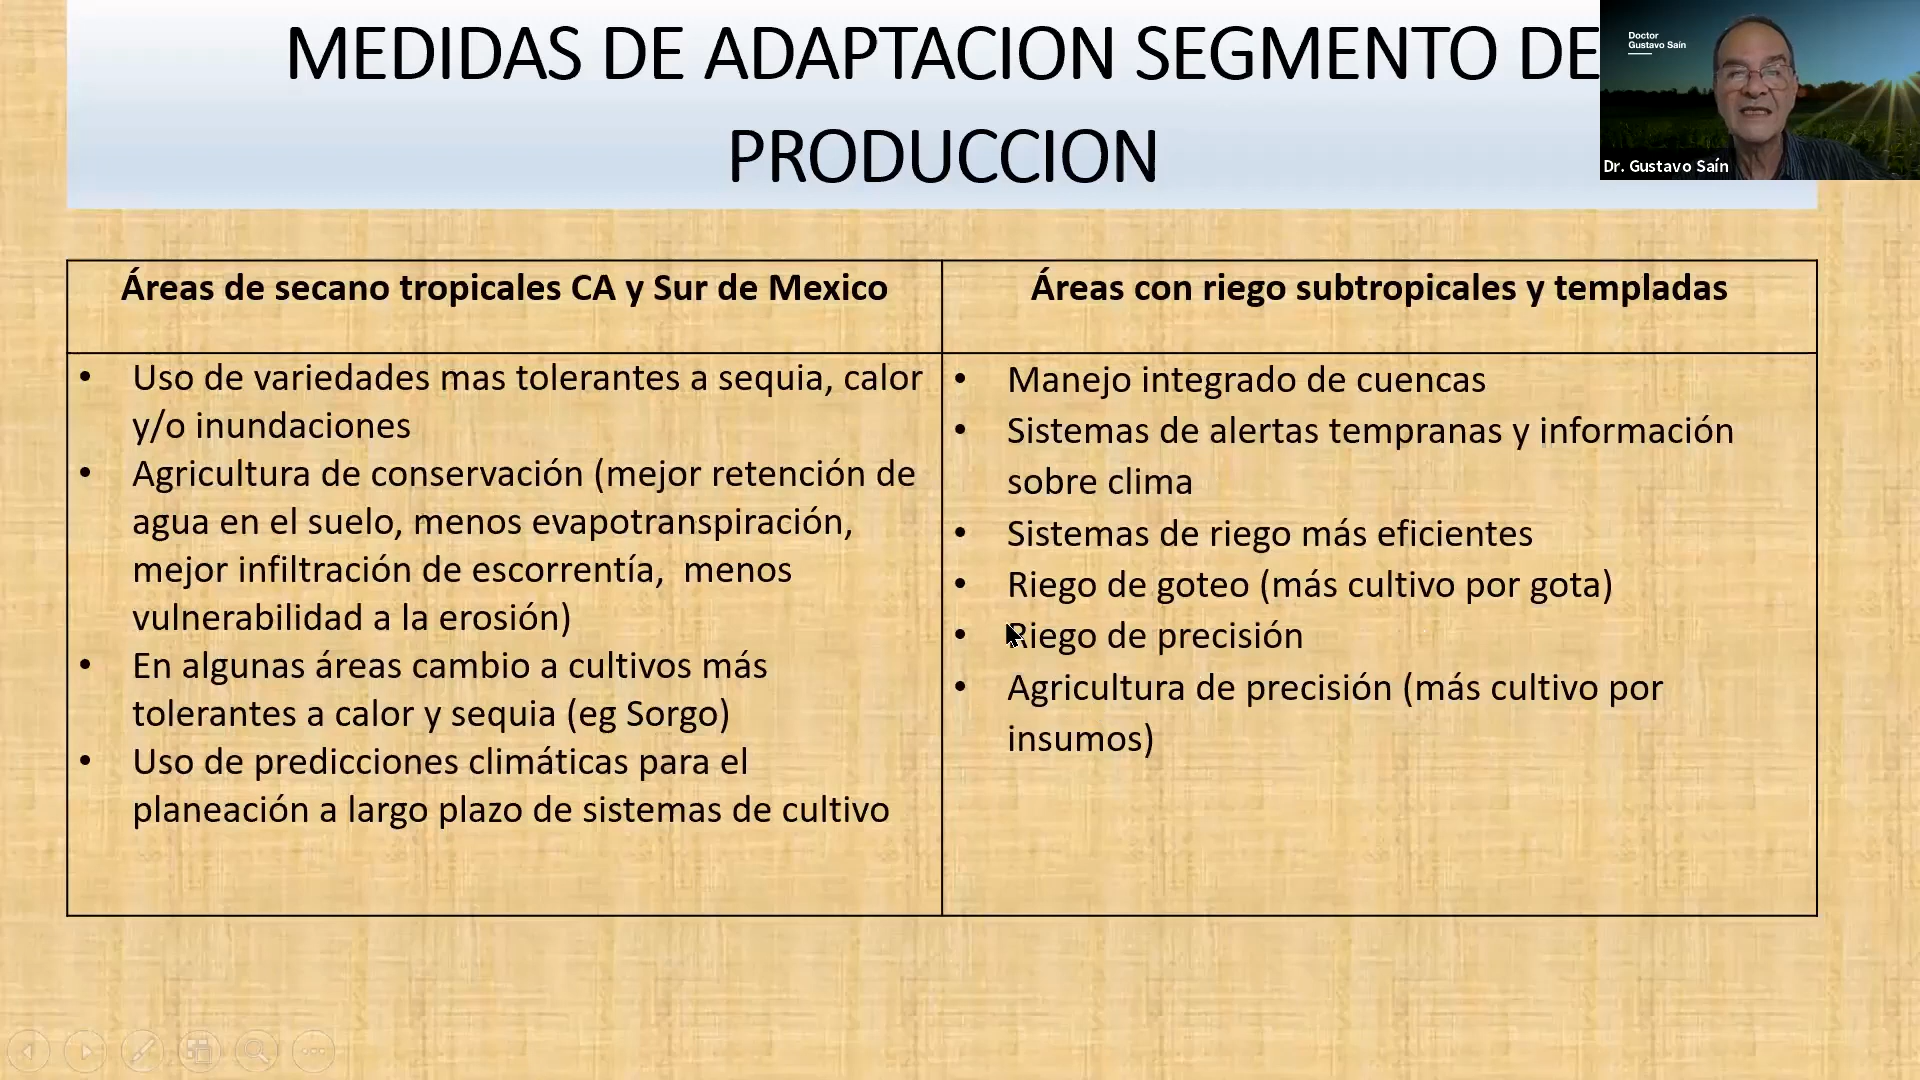 MEDIDAS DE ADAPTACION SEGMENTO DE
PRODUCCION
Doctor
Gustavo Saín
Dr. Gustavo Saín
Áreas de secano tropicales CA y Sur de Mexico
• Uso de variedades mas tolerantes a sequia, calor
y/o inundaciones
• Agricultura de conservación (mejor retención de
agua en el suelo, menos evapotranspiración,
mejor infiltración de escorrentía, menos
vulnerabilidad a la erosión)
• En algunas áreas cambio a cultivos más
tolerantes a calor y sequia (eg Sorgo)
• Uso de predicciones climáticas para el
planeación a largo plazo de sistemas de cultivo
Áreas con riego subtropicales y templadas
• Manejo integrado de cuencas
• Sistemas de alertas tempranas y información
sobre clima
• Sistemas de riego más eficientes
• Riego de goteo (más cultivo por gota)
• Riego de precisión
• Agricultura de precisión (más cultivo por
insumos)